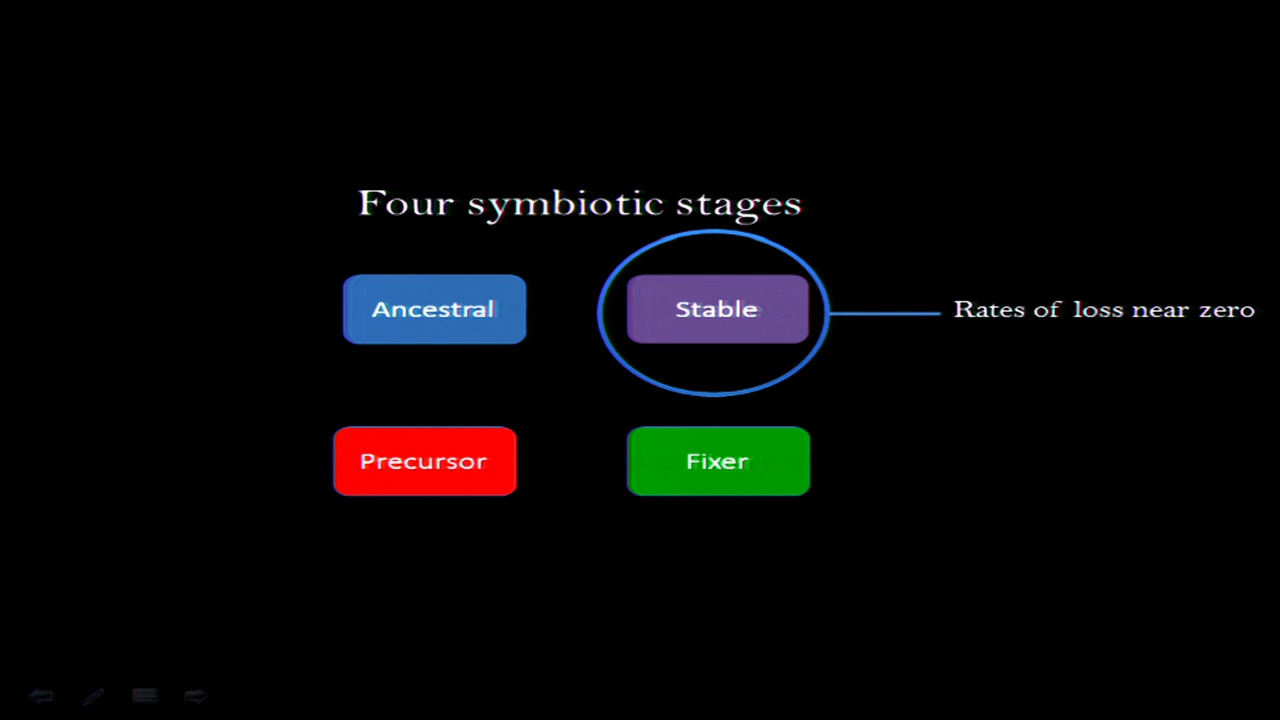 Four symbiotic stages
Ancestral
Stable
Rates of loss near zero
Precursor
Fixer